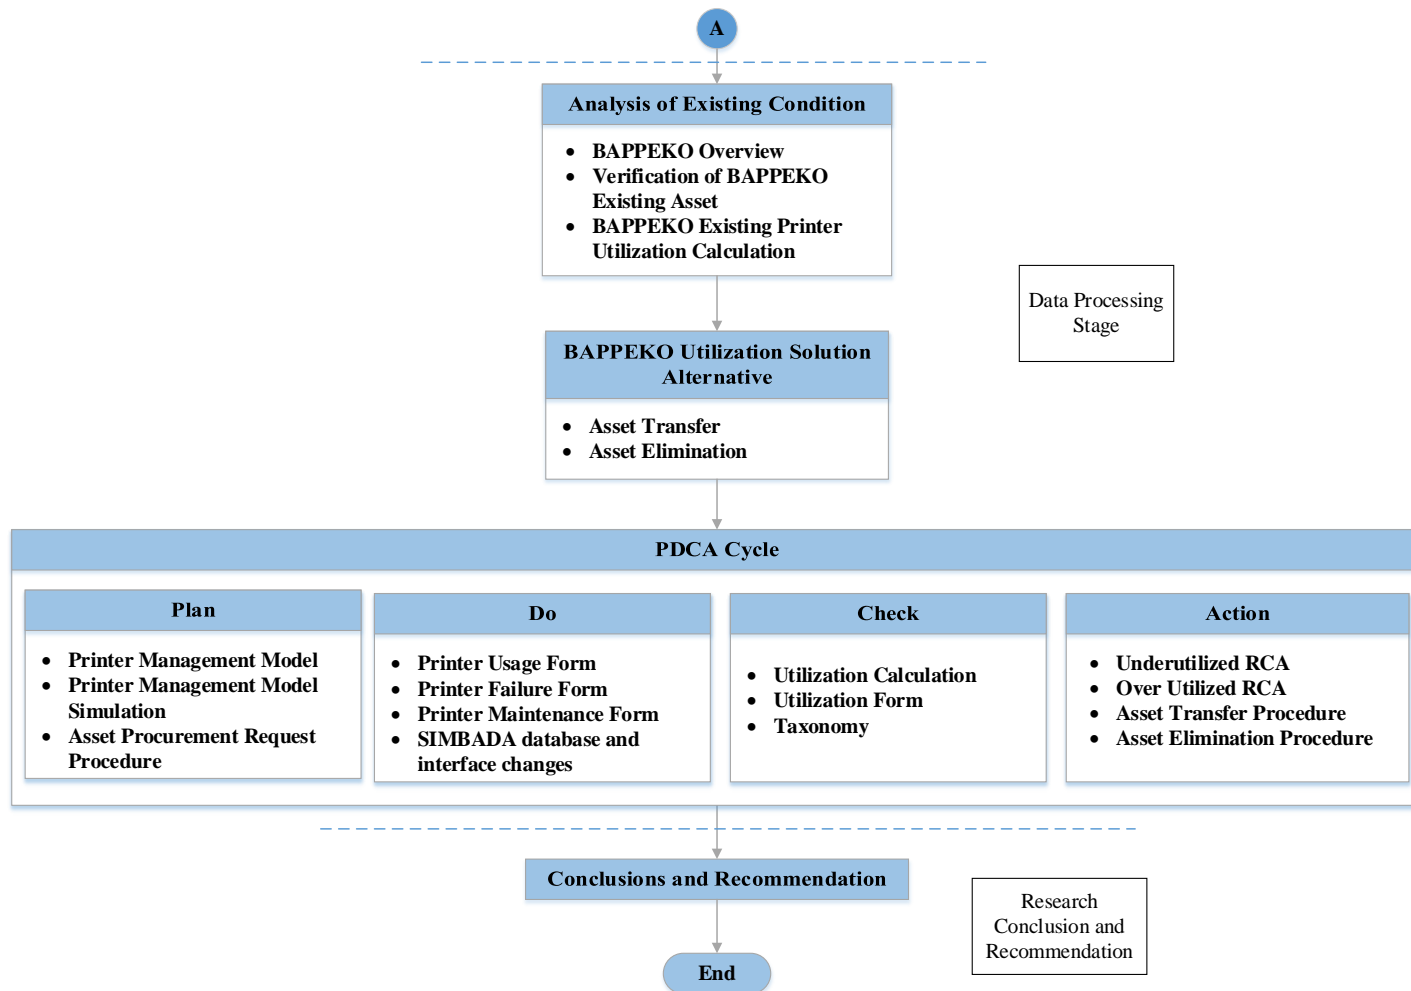 A
Analysis of Existing Condition
• BAPPEKO Overview
• Verification of BAPPEKO
Existing Asset
• BAPPEKO Existing Printer
Utilization Calculation
Data Processing
Stage
BAPPEKO Utilization Solution
Alternative
• Asset Transfer
• Asset Elimination
PDCA Cycle
Plan
• Printer Management Model
• Printer Management Model
Simulation
• Asset Procurement Request
Procedure
Do
• Printer Usage Form
• Printer Failure Form
• Printer Maintenance Form
• SIMBADA database and
interface changes
Check
• Utilization Calculation
• Utilization Form
• Taxonomy
Action
• Underutilized RCA
• Over Utilized RCA
• Asset Transfer Procedure
• Asset Elimination Procedure
Conclusions and Recommendation
Research
Conclusion and
Recommendation
End